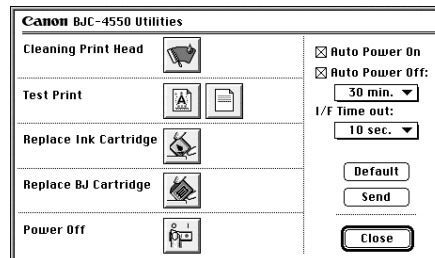 Canon BJC-4550 Utilities
Cleaning Print Head
Test Print
Replace Ink Cartridge
Replace BJ Cartridge
Power Off
Auto Power On
Auto Power Off:
30 min.
I/F Time out:
10 sec.
Default
Send
Close